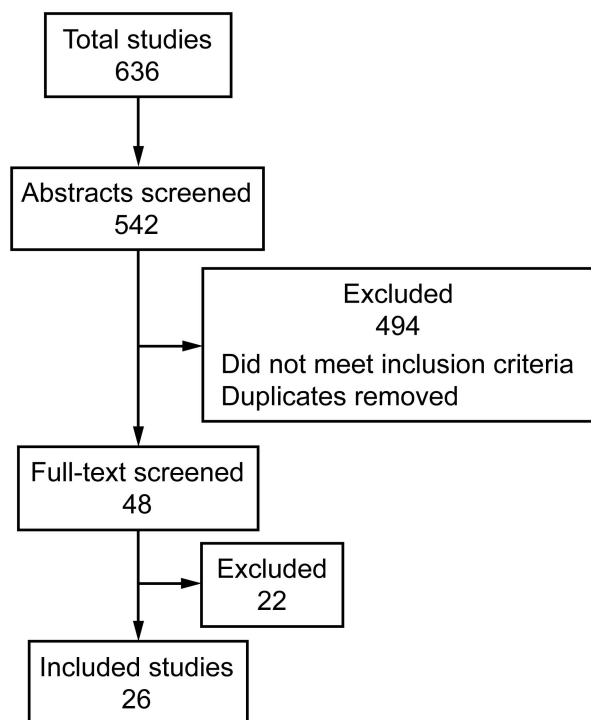 Total studies
636
Abstracts screened
542
Excluded
494
Did not meet inclusion criteria
Duplicates removed
Full-text screened
48
Excluded
22
Included studies
26